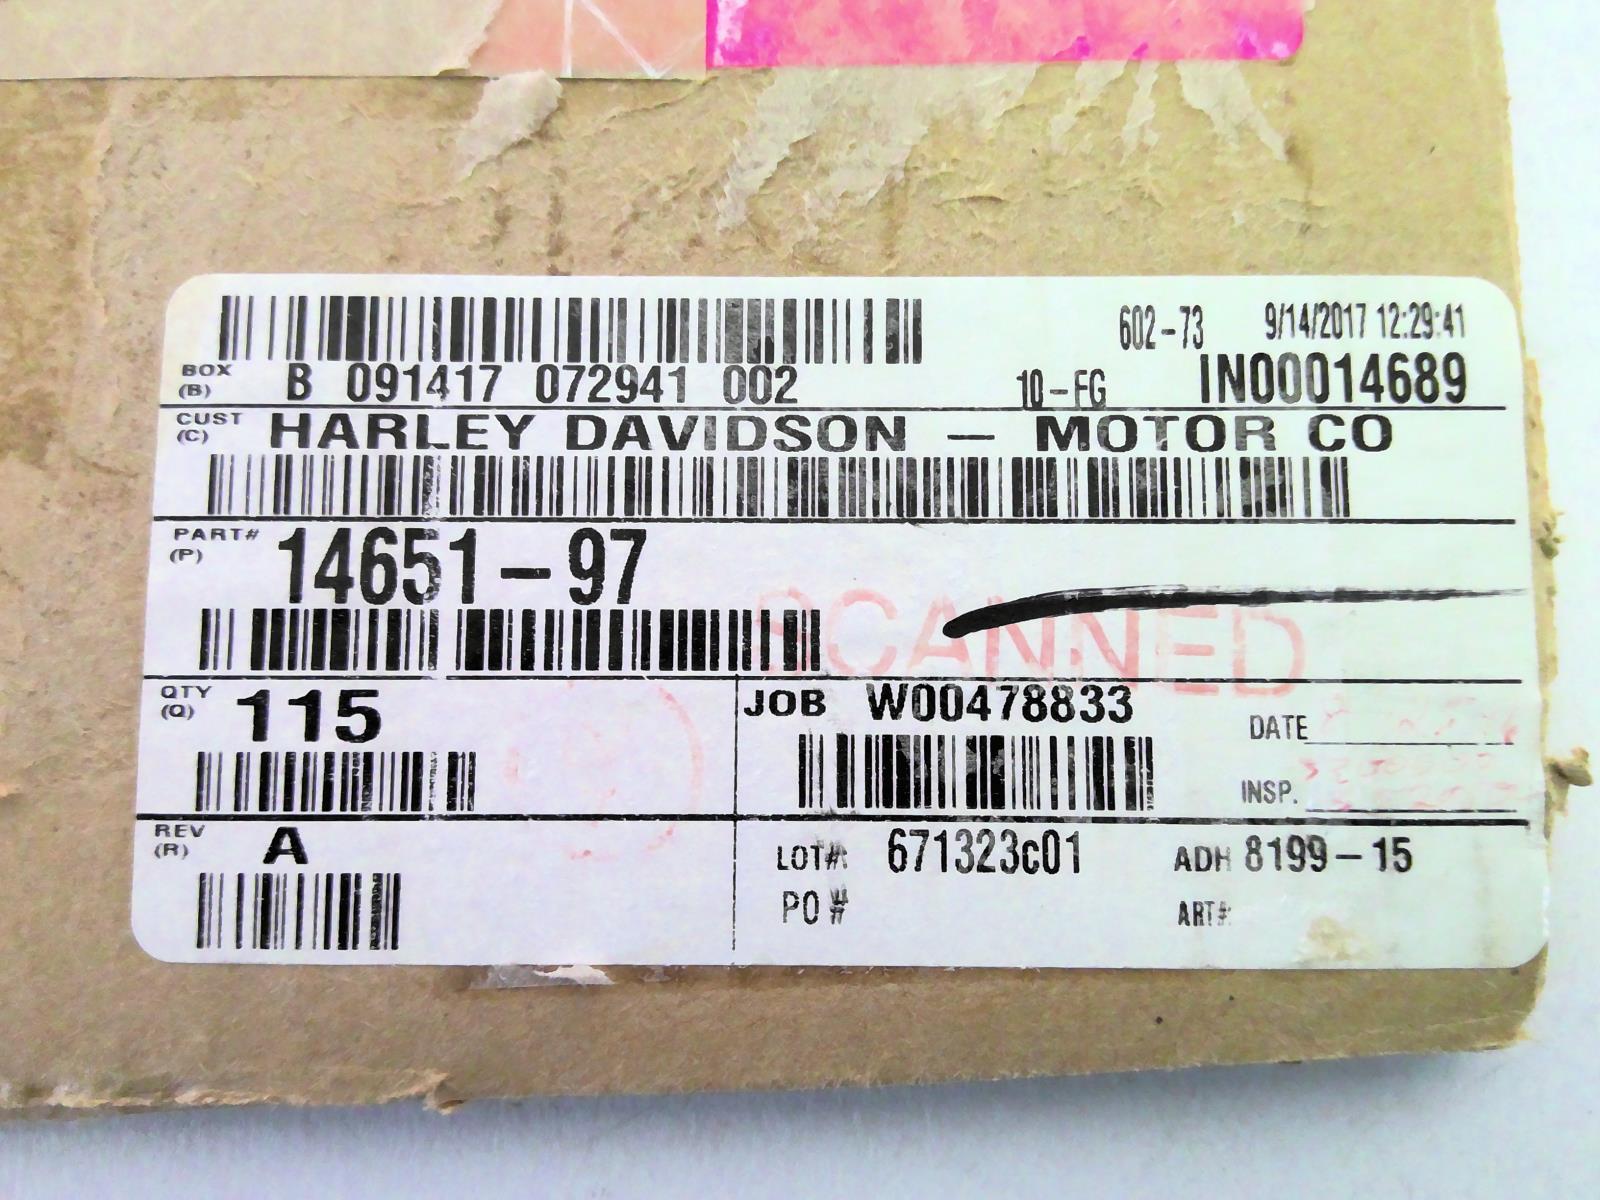 602-73 9/14/2017 12:29:41
BOX (B) B 091417 072941 002 10-FG IN00014689
CUST (C) HARLEY DAVIDSON - MOTOR CO
PART# (P) 14651-97
SCANNED
QTY (Q) 115 JOB W00478833
DATE
INSP.
REV (R) A LOT# 671323c01 ADH 8199-15
PO # ART#